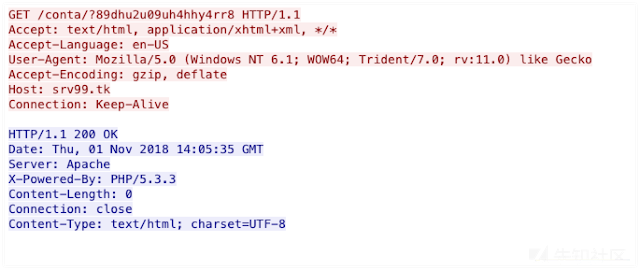 GET /conta/?89dhu2u09uh4hhy4rr8 HTTP/1.1
Accept: text/html, application/xhtml+xml, */*
Accept-Language: en-US
User-Agent: Mozilla/5.0 (Windows NT 6.1; WOW64; Trident/7.0; rv:11.0) like Gecko
Accept-Encoding: gzip, deflate
Host: srv99.tk
Connection: Keep-Alive
HTTP/1.1 200 OK
Date: Thu, 01 Nov 2018 14:05:35 GMT
Server: Apache
X-Powered-By: PHP/5.3.3
Content-Length: 0
Connection: close
Content-Type: text/html; charset=UTF-8